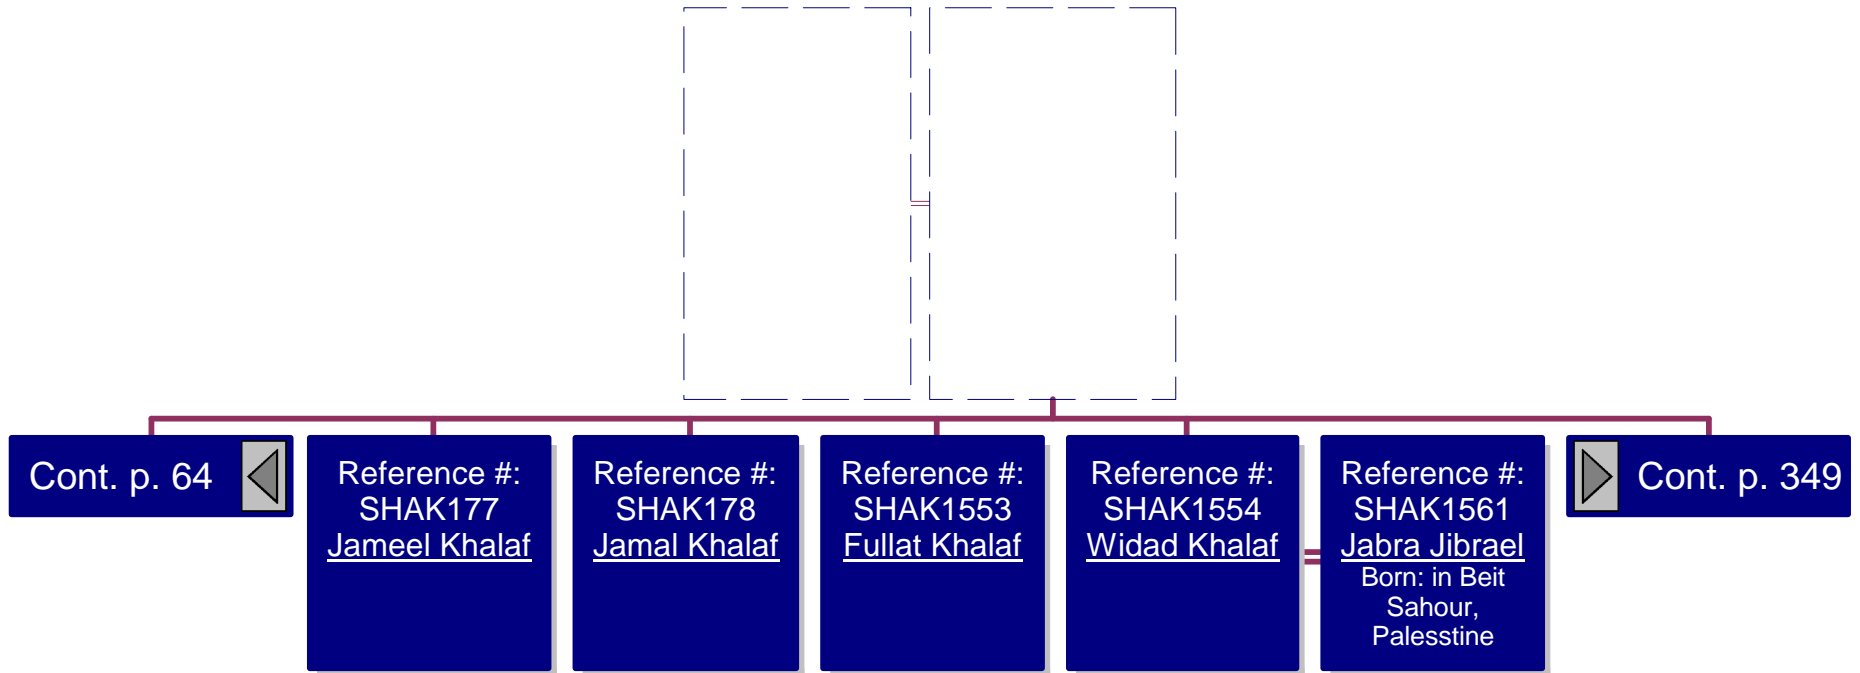 Cont. p. 64
Reference #:
SHAK177
Jameel Khalaf
Reference #:
SHAK178
Jamal Khalaf
Reference #:
SHAK1553
Fullat Khalaf
Reference #:
SHAK1554
Widad Khalaf
Reference #:
SHAK1561
Jabra Jibrael
Born: in Beit
Sahour,
Palesstine
Cont. p. 349